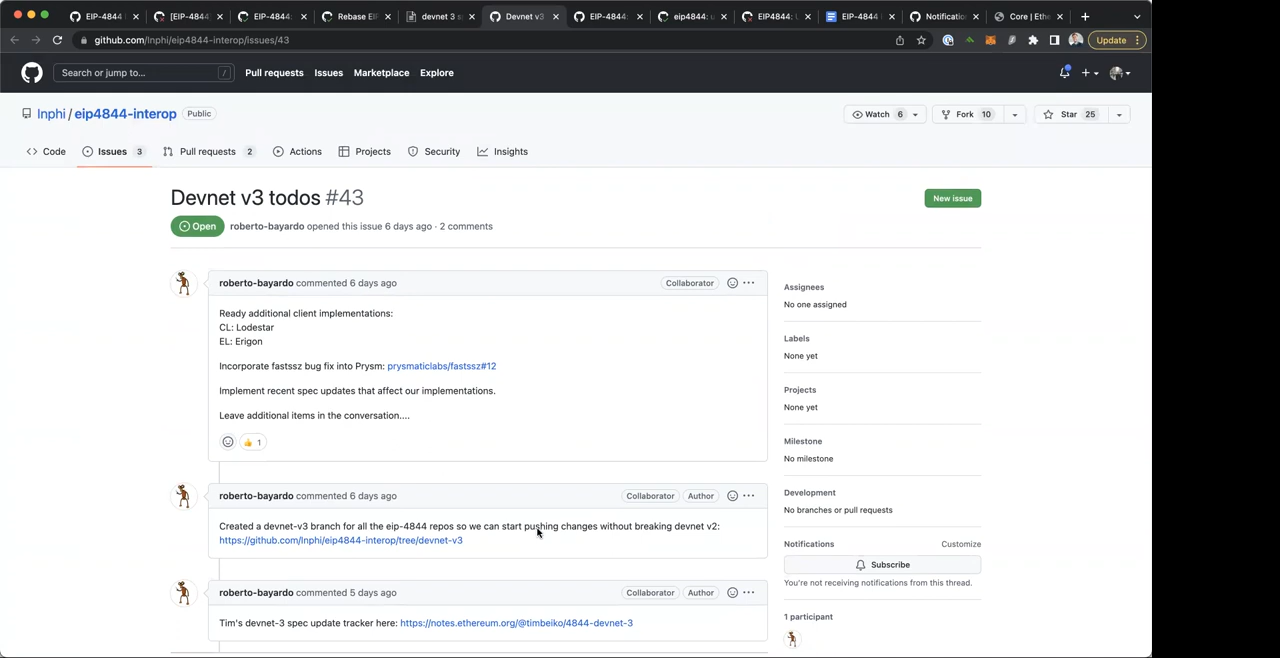 EIP-4844
[EIP-4844]
EIP-4844:
Rebase EI
devnet 3 s
Devnet v3
EIP-4844:
eip4844: u
EIP4844: U
EIP-4844 I
Notificatio
Core | Ethe
github.com/Inphi/eip4844-interop/issues/43
Update
Search or jump to...
/
Pull requests
Issues
Marketplace
Explore
Inphi / eip4844-interop
Public
Watch 6
Fork 10
Star 25
Code
Issues 3
Pull requests 2
Actions
Projects
Security
Insights
Devnet v3 todos #43
New issue
Open
roberto-bayardo opened this issue 6 days ago · 2 comments
roberto-bayardo commented 6 days ago
Collaborator
Ready additional client implementations:
CL: Lodestar
EL: Erigon
Incorporate fastssz bug fix into Prysm: prysmaticlabs/fastssz#12
Implement recent spec updates that affect our implementations.
Leave additional items in the conversation....
👍 1
roberto-bayardo commented 6 days ago
Collaborator
Author
Created a devnet-v3 branch for all the eip-4844 repos so we can start pushing changes without breaking devnet v2:
https://github.com/Inphi/eip4844-interop/tree/devnet-v3
roberto-bayardo commented 5 days ago
Collaborator
Author
Tim's devnet-3 spec update tracker here: https://notes.ethereum.org/@timbeiko/4844-devnet-3
Assignees
No one assigned
Labels
None yet
Projects
None yet
Milestone
No milestone
Development
No branches or pull requests
Notifications
Customize
Subscribe
You're not receiving notifications from this thread.
1 participant